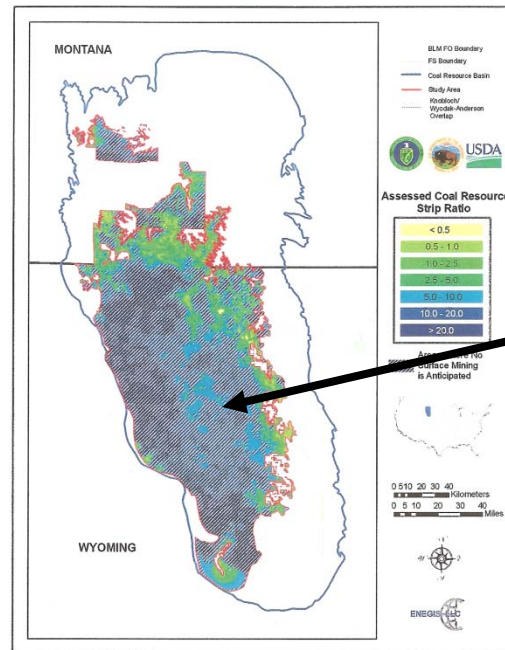 MONTANA
WYOMING
BLM FO Boundary
FS Boundary
Coal Resource Basin
Study Area
Knobloch/
Wyodak-Anderson
Overlap
USDA
Assessed Coal Resource
Strip Ratio
< 0.5
0.5 - 1.0
1.0 - 2.5
2.5 - 5.0
5.0 - 10.0
10.0 - 20.0
> 20.0
No
Surface Mining
is Anticipated
0 5 10 20 30 40
Kilometers
0 5 10 20 30 40
Miles
ENEGIS